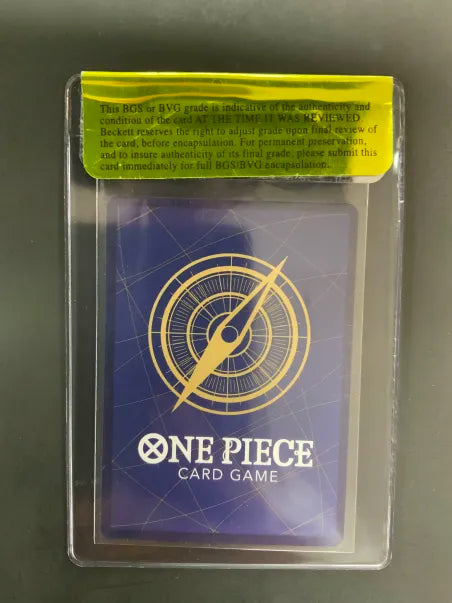 This BGS or BVG grade is indicative of the authenticity and
condition of the card AT THE TIME IT WAS REVIEWED.
Beckett reserves the right to adjust grade upon final review of
the card, before encapsulation. For permanent preservation,
and to insure authenticity of its final grade, please submit this
card immediately for full BGS/BVG encapsulation.
ONE PIECE
CARD GAME